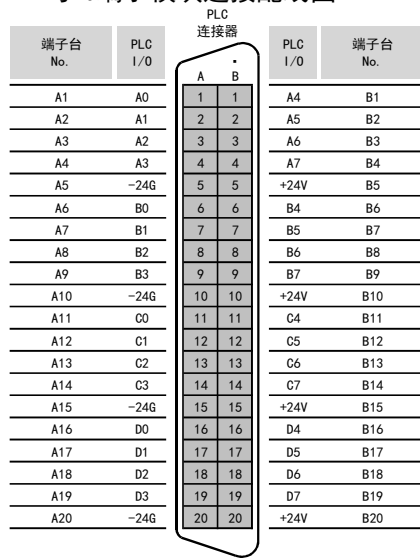 PLC
连接器
端子台 PLC A B PLC 端子台
No. I/O I/O No.
A1 A0 1 1 A4 B1
A2 A1 2 2 A5 B2
A3 A2 3 3 A6 B3
A4 A3 4 4 A7 B4
A5 -24G 5 5 +24V B5
A6 B0 6 6 B4 B6
A7 B1 7 7 B5 B7
A8 B2 8 8 B6 B8
A9 B3 9 9 B7 B9
A10 -24G 10 10 +24V B10
A11 C0 11 11 C4 B11
A12 C1 12 12 C5 B12
A13 C2 13 13 C6 B13
A14 C3 14 14 C7 B14
A15 -24G 15 15 +24V B15
A16 D0 16 16 D4 B16
A17 D1 17 17 D5 B17
A18 D2 18 18 D6 B18
A19 D3 19 19 D7 B19
A20 -24G 20 20 +24V B20